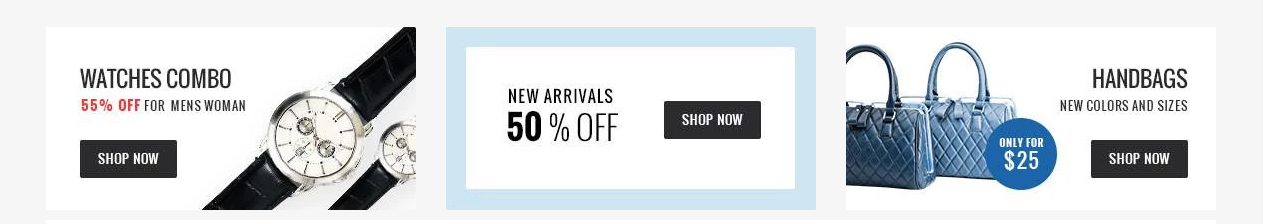 WATCHES COMBO
55% OFF FOR MENS WOMAN
SHOP NOW
NEW ARRIVALS
50 % OFF
SHOP NOW
HANDBAGS
NEW COLORS AND SIZES
ONLY FOR
$25
SHOP NOW